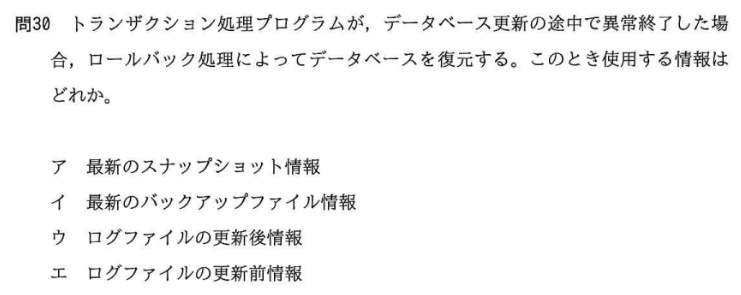 問30 トランザクション処理プログラムが，データベース更新の途中で異常終了した場
合，ロールバック処理によってデータベースを復元する。このとき使用する情報は
どれか。
ア 最新のスナップショット情報
イ 最新のバックアップファイル情報
ウ ログファイルの更新後情報
エ ログファイルの更新前情報